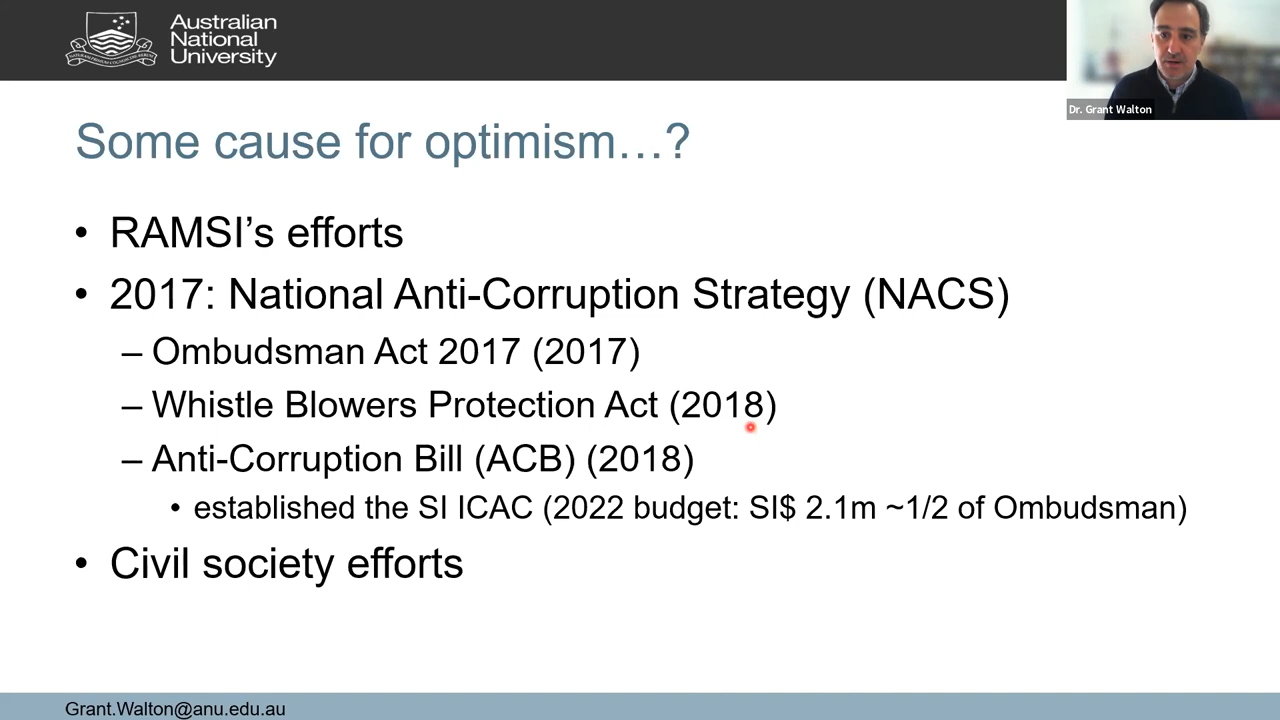 Australian
National
University
Dr. Grant Walton
Some cause for optimism…?
• RAMSI’s efforts
• 2017: National Anti-Corruption Strategy (NACS)
– Ombudsman Act 2017 (2017)
– Whistle Blowers Protection Act (2018)
– Anti-Corruption Bill (ACB) (2018)
• established the SI ICAC (2022 budget: SI$ 2.1m ~1/2 of Ombudsman)
• Civil society efforts
Grant.Walton@anu.edu.au